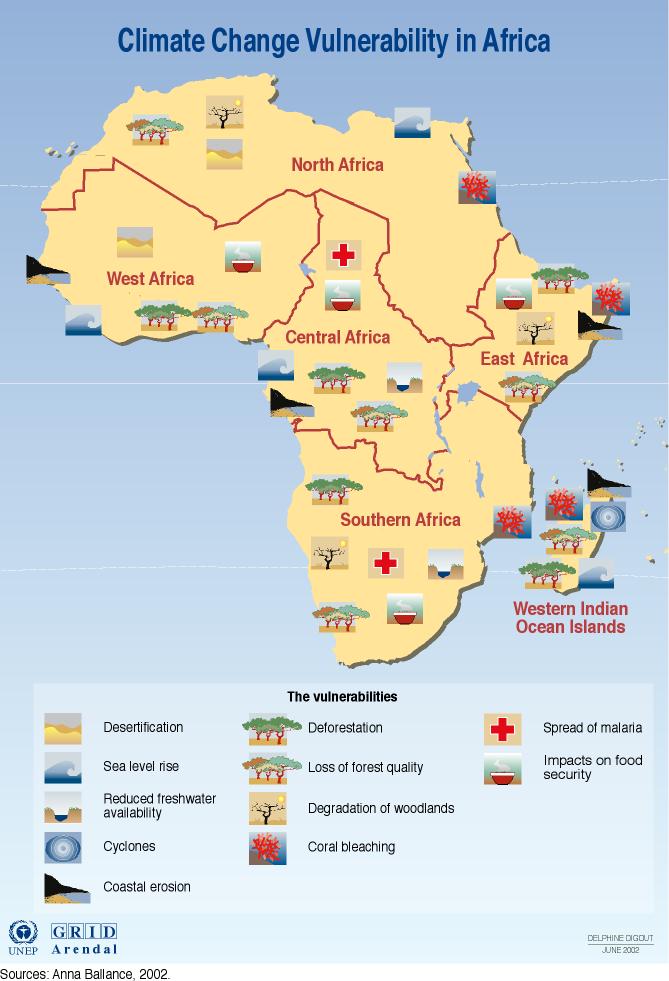 Climate Change Vulnerability in Africa
North Africa
West Africa
Central Africa
East Africa
Southern Africa
Western Indian
Ocean Islands
The vulnerabilities
Desertification
Deforestation
Spread of malaria
Sea level rise
Loss of forest quality
Impacts on food
security
Reduced freshwater
availability
Degradation of woodlands
Cyclones
Coral bleaching
Coastal erosion
UNEP
GRID
Arendal
DELPHINE DIGOUT
JUNE 2002
Sources: Anna Ballance, 2002.